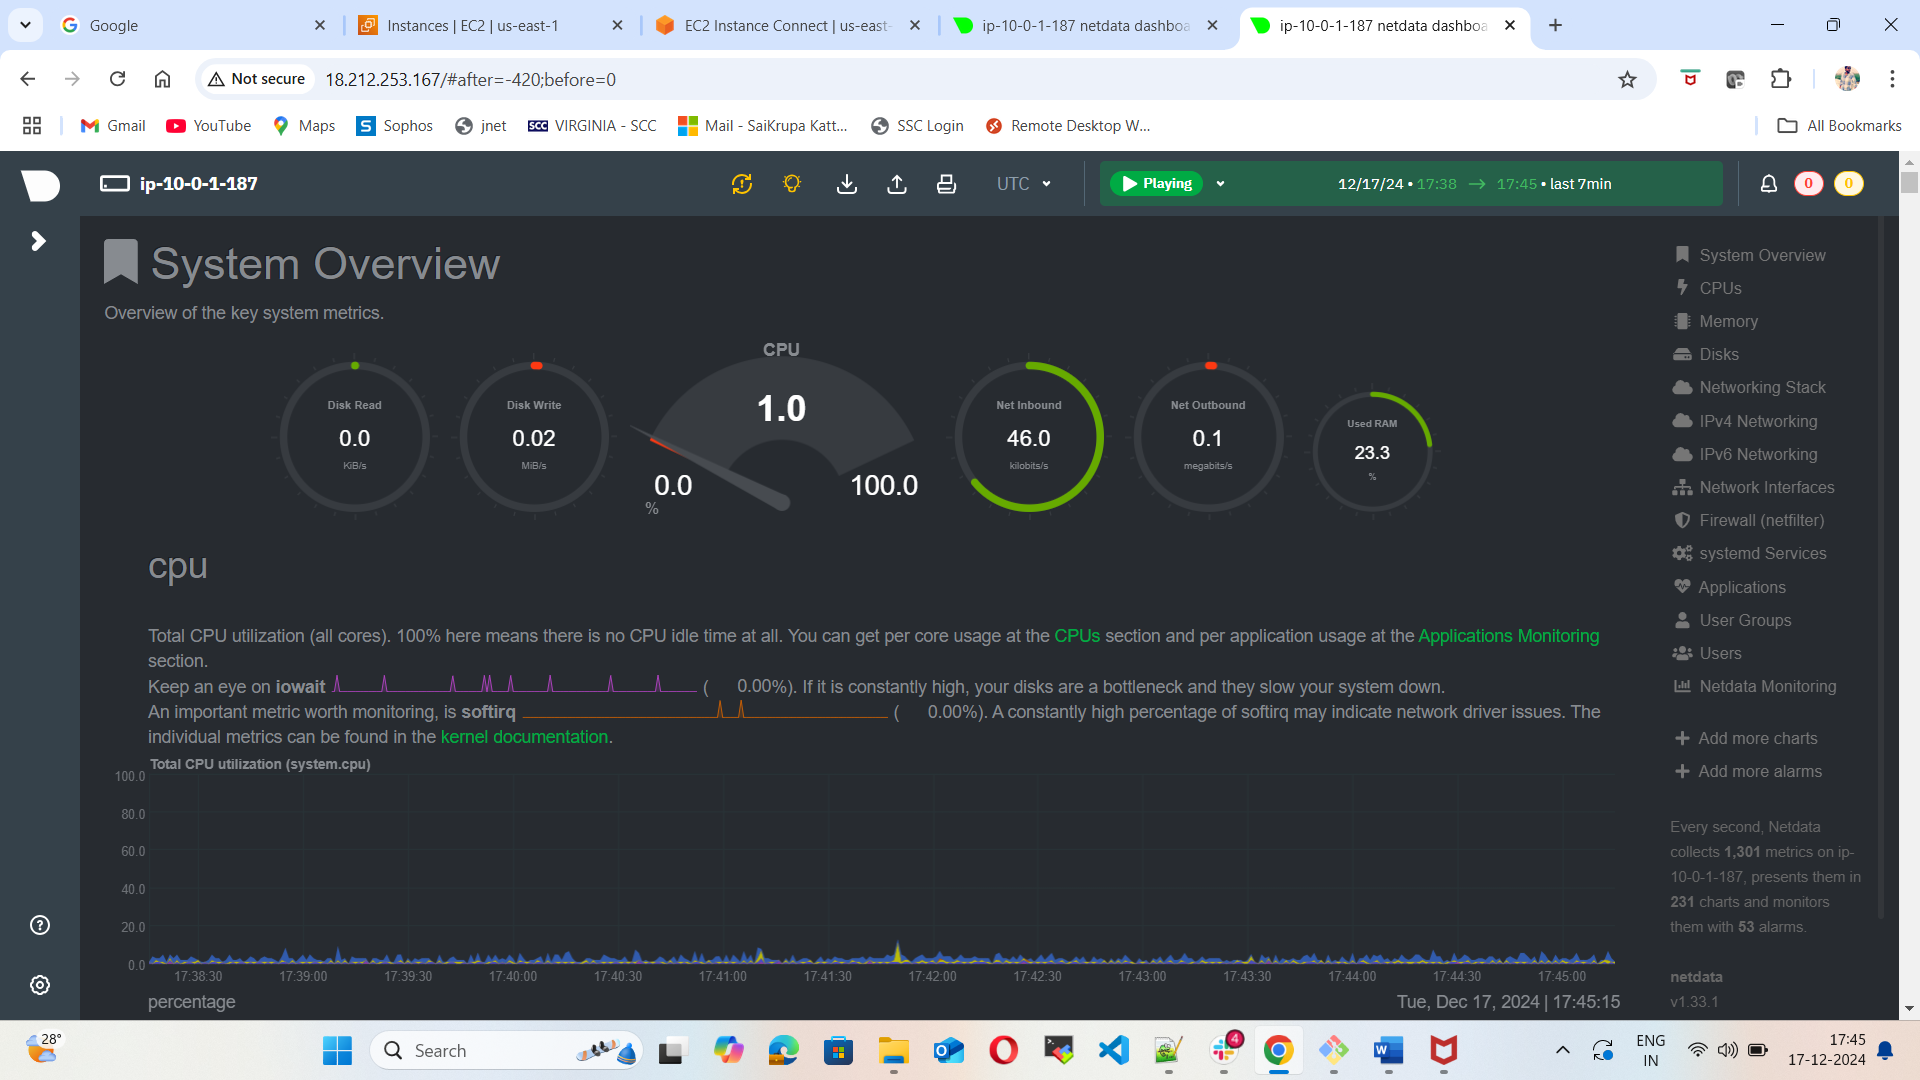 Google
Instances | EC2 | us-east-1
EC2 Instance Connect | us-east-
ip-10-0-1-187 netdata dashboa
ip-10-0-1-187 netdata dashboa
Not secure
18.212.253.167/#after=-420;before=0
Gmail
YouTube
Maps
Sophos
jnet
SCC VIRGINIA - SCC
Mail - SaiKrupa Katt...
SSC Login
Remote Desktop W...
All Bookmarks
ip-10-0-1-187
UTC
Playing
12/17/24 • 17:38 → 17:45 • last 7min
0
0
System Overview
Overview of the key system metrics.
Disk Read
0.0
KiB/s
Disk Write
0.02
MiB/s
CPU
1.0
0.0
100.0
%
Net Inbound
46.0
kilobits/s
Net Outbound
0.1
megabits/s
Used RAM
23.3
%
cpu
Total CPU utilization (all cores). 100% here means there is no CPU idle time at all. You can get per core usage at the CPUs section and per application usage at the Applications Monitoring
section.
Keep an eye on iowait ( 0.00%). If it is constantly high, your disks are a bottleneck and they slow your system down.
An important metric worth monitoring, is softirq ( 0.00%). A constantly high percentage of softirq may indicate network driver issues. The
individual metrics can be found in the kernel documentation.
Total CPU utilization (system.cpu)
100.0
80.0
60.0
40.0
20.0
0.0
17:38:30
17:39:00
17:39:30
17:40:00
17:40:30
17:41:00
17:41:30
17:42:00
17:42:30
17:43:00
17:43:30
17:44:00
17:44:30
17:45:00
percentage
Tue, Dec 17, 2024 | 17:45:15
System Overview
CPUs
Memory
Disks
Networking Stack
IPv4 Networking
IPv6 Networking
Network Interfaces
Firewall (netfilter)
systemd Services
Applications
User Groups
Users
Netdata Monitoring
Add more charts
Add more alarms
Every second, Netdata
collects 1,301 metrics on ip-
10-0-1-187, presents them in
231 charts and monitors
them with 53 alarms.
netdata
v1.33.1
28°
Search
4
ENG
IN
17:45
17-12-2024